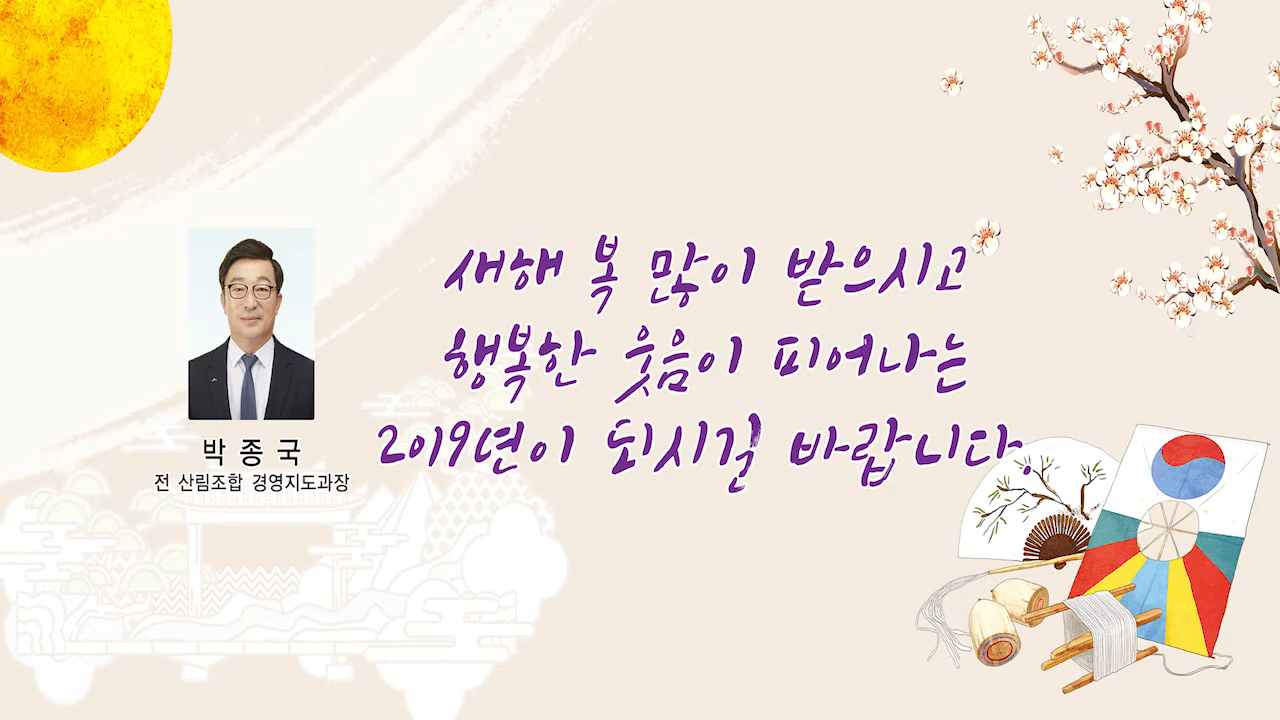 새해 복 많이 받으시고
행복한 웃음이 피어나는
2019년이 되시길 바랍니다.
박종국
전 산림조합 경영지도과장